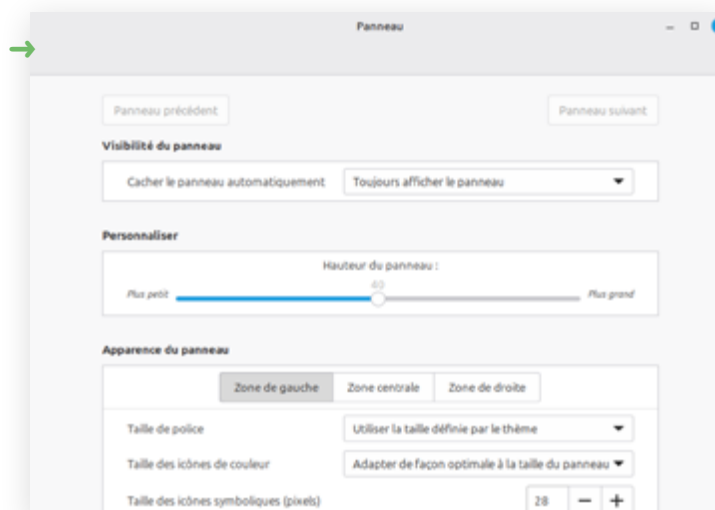 Panneau
Panneau précédent Panneau suivant
Visibilité du panneau
Cacher le panneau automatiquement Toujours afficher le panneau
Personnaliser
Hauteur du panneau :
40
Plus petit Plus grand
Apparence du panneau
Zone de gauche Zone centrale Zone de droite
Taille de police Utiliser la taille définie par le thème
Taille des icônes de couleur Adapter de façon optimale à la taille du panneau
Taille des icônes symboliques (pixels) 28